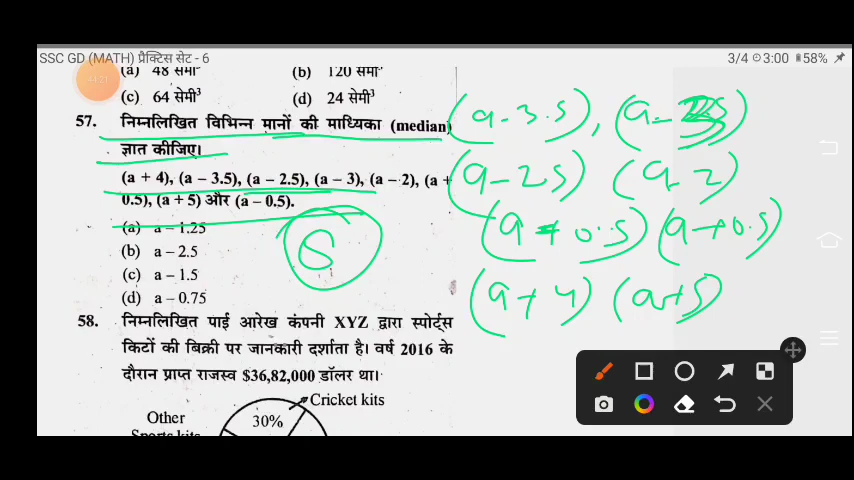 SSC GD (MATH) प्रैक्टिस सेट - 6
3/4 3:00 58%
(a) 48 सेमी³ (b) 120 सेमी³
(c) 64 सेमी³ (d) 24 सेमी³
57. निम्नलिखित विभिन्न मानों की माध्यिका (median)
ज्ञात कीजिए।
(a + 4), (a – 3.5), (a – 2.5), (a – 3), (a – 2), (a +
0.5), (a + 5) और (a – 0.5).
(a) a – 1.25
(b) a – 2.5
(c) a – 1.5
(d) a – 0.75
58. निम्नलिखित पाई आरेख कंपनी XYZ द्वारा स्पोर्ट्स
किटों की बिक्री पर जानकारी दर्शाता है। वर्ष 2016 के
दौरान प्राप्त राजस्व $36,82,000 डॉलर था।
Cricket kits
Other
30%
Sports kits
(a - 3.5), (a -
(a - 2.5) (a - 2)
(a - 0.5) (a + 0.5)
(a + 4) (a + 5)